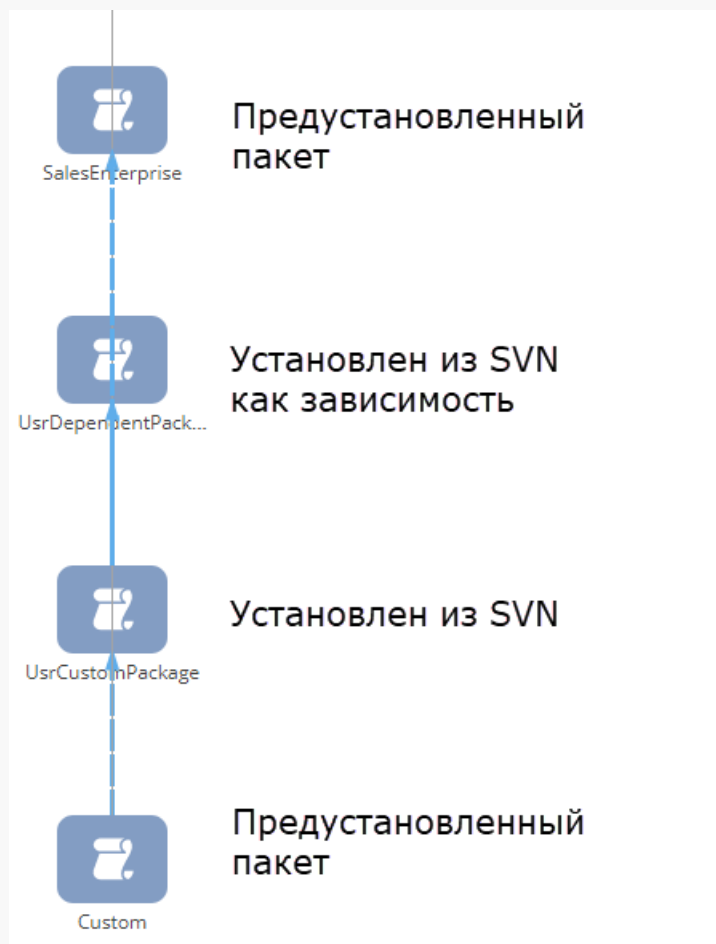 Предустановленный
пакет
SalesEnterprise
Установлен из SVN
как зависимость
UsrDependentPack...
Установлен из SVN
UsrCustomPackage
Предустановленный
пакет
Custom